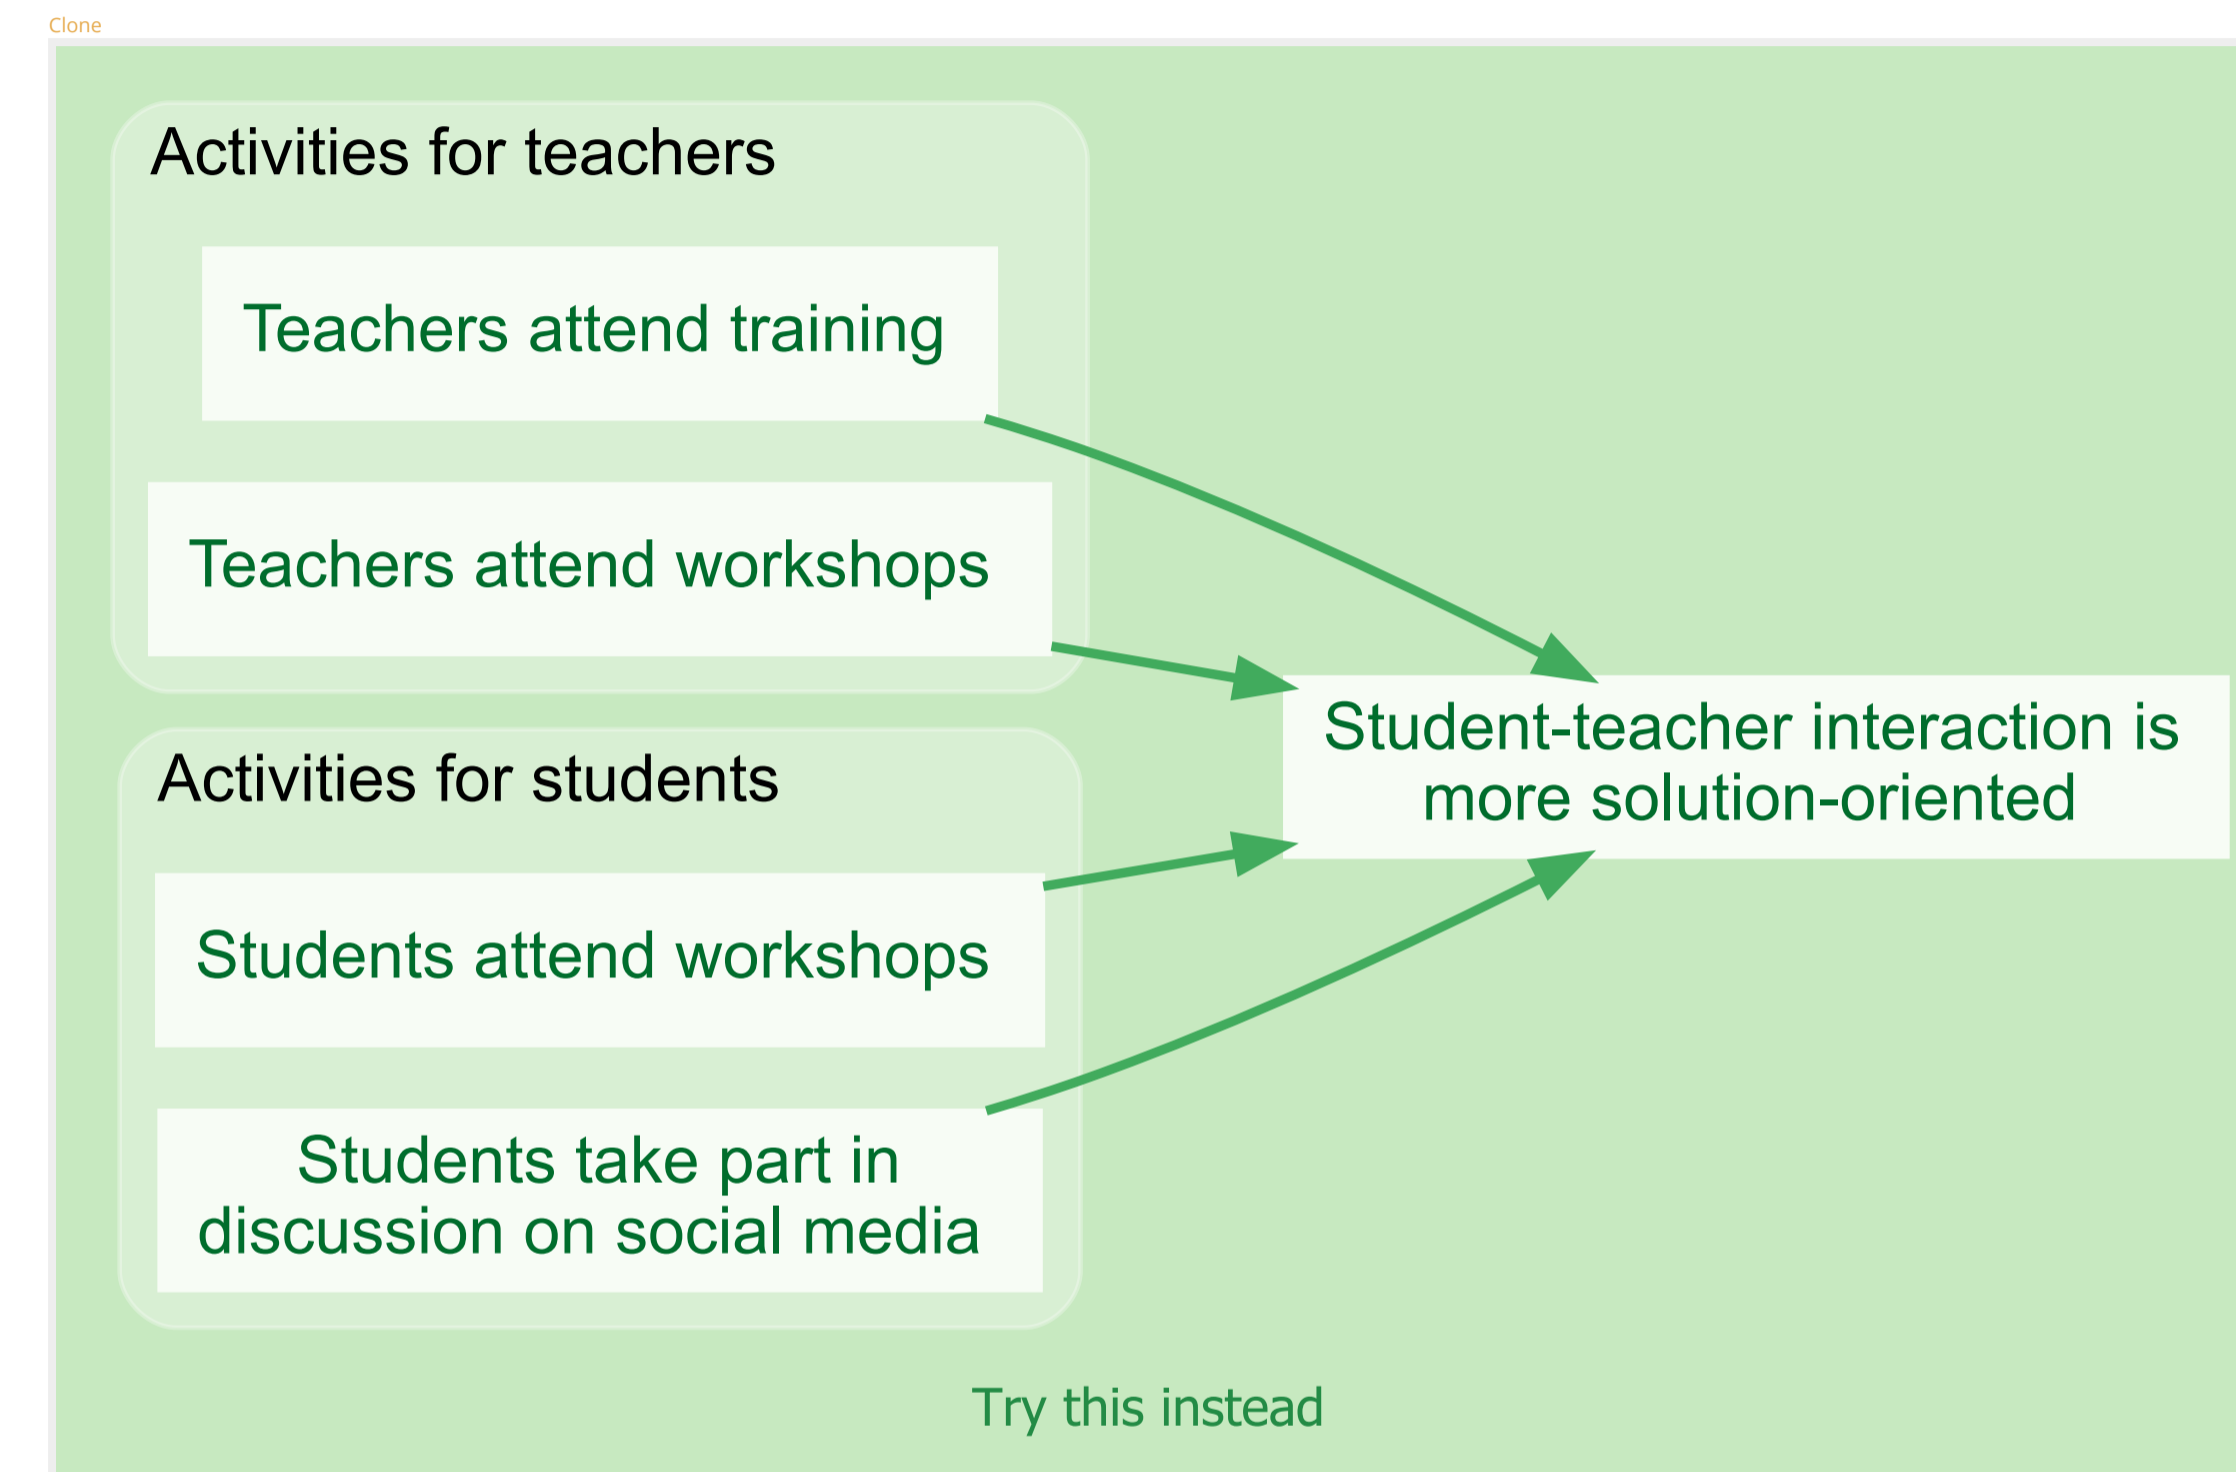 Clone
Activities for teachers
Teachers attend training
Teachers attend workshops
Activities for students
Students attend workshops
Students take part in
discussion on social media
Student-teacher interaction is
more solution-oriented
Try this instead